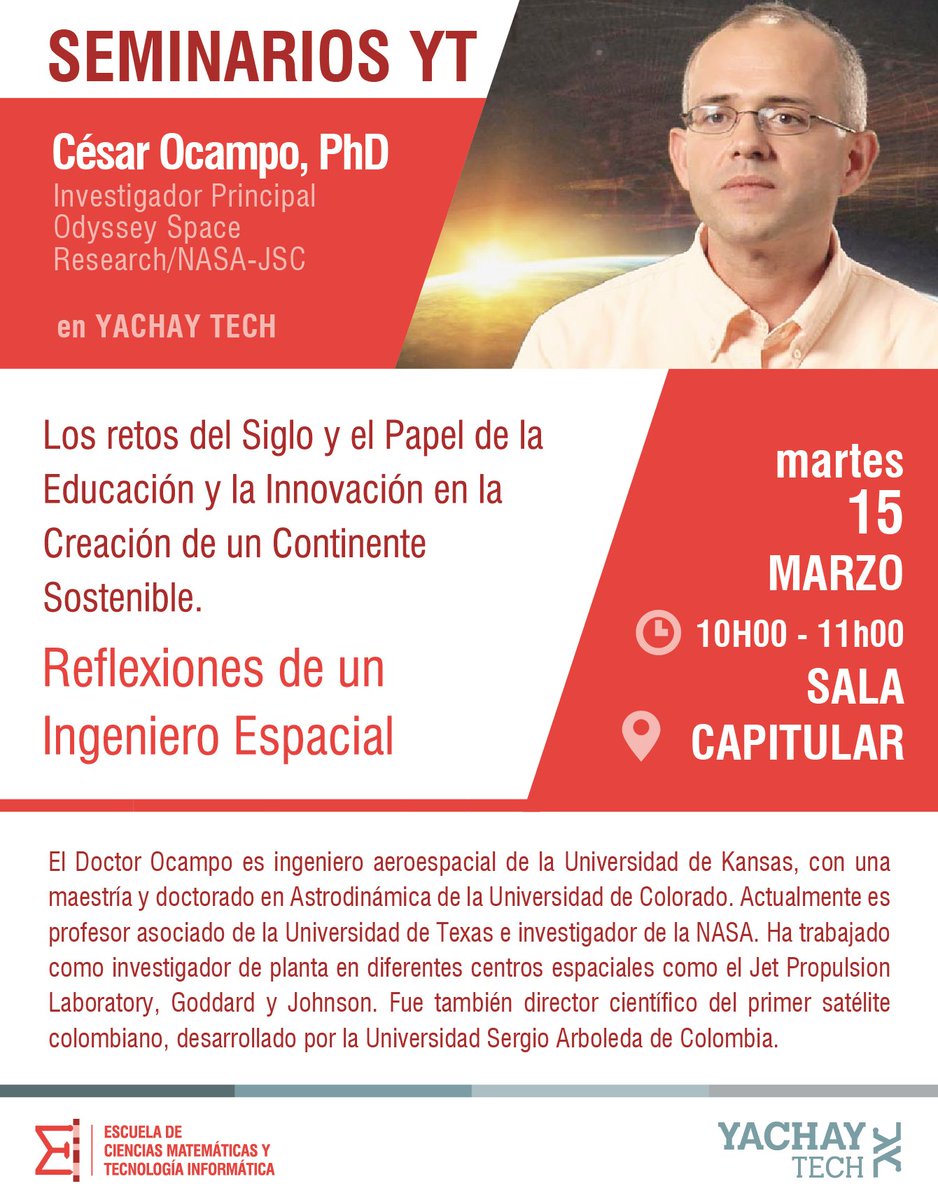 SEMINARIOS YT
César Ocampo, PhD
Investigador Principal
Odyssey Space
Research/NASA-JSC
en YACHAY TECH
Los retos del Siglo y el Papel de la
Educación y la Innovación en la
Creación de un Continente
Sostenible.
Reflexiones de un
Ingeniero Espacial
martes
15
MARZO
10H00 - 11h00
SALA
CAPITULAR
El Doctor Ocampo es ingeniero aeroespacial de la Universidad de Kansas, con una
maestría y doctorado en Astrodinámica de la Universidad de Colorado. Actualmente es
profesor asociado de la Universidad de Texas e investigador de la NASA. Ha trabajado
como investigador de planta en diferentes centros espaciales como el Jet Propulsion
Laboratory, Goddard y Johnson. Fue también director científico del primer satélite
colombiano, desarrollado por la Universidad Sergio Arboleda de Colombia.
ESCUELA DE
CIENCIAS MATEMÁTICAS Y
TECNOLOGÍA INFORMÁTICA
YACHAY
TECH